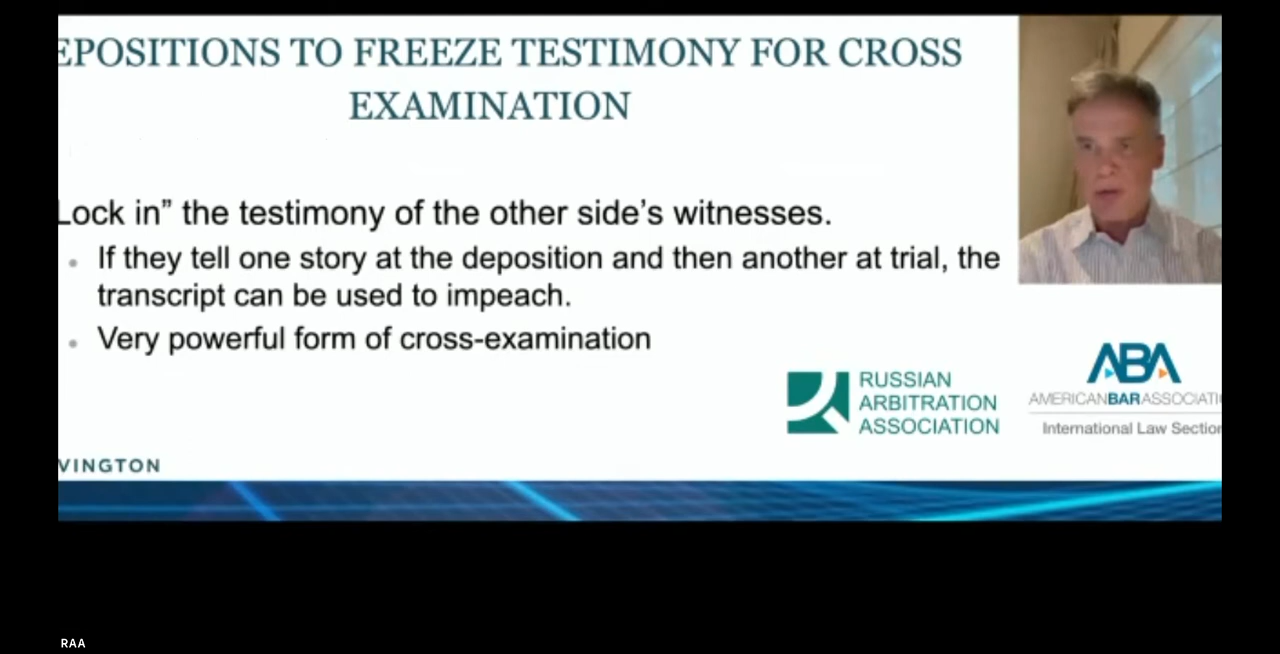 EPOSITIONS TO FREEZE TESTIMONY FOR CROSS
EXAMINATION
Lock in” the testimony of the other side’s witnesses.
If they tell one story at the deposition and then another at trial, the
transcript can be used to impeach.
Very powerful form of cross-examination
RUSSIAN
ARBITRATION
ASSOCIATION
ABA
AMERICANBARASSOCIATI
International Law Section
VINGTON
RAA